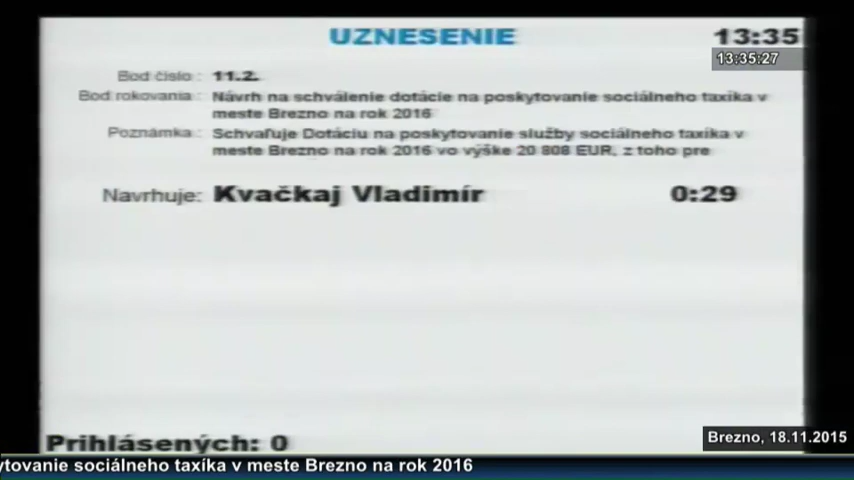 UZNESENIE 13:35
13:35:27
Bod číslo : 11.2.
Bod rokovania : Návrh na schválenie dotácie na poskytovanie sociálneho taxíka v
meste Brezno na rok 2016
Poznámka : Schvaľuje Dotáciu na poskytovanie služby sociálneho taxíka v
meste Brezno na rok 2016 vo výške 20 808 EUR, z toho pre
Navrhuje: Kvačkaj Vladimír 0:29
Prihlásených: 0
Brezno, 18.11.2015
ytovanie sociálneho taxíka v meste Brezno na rok 2016